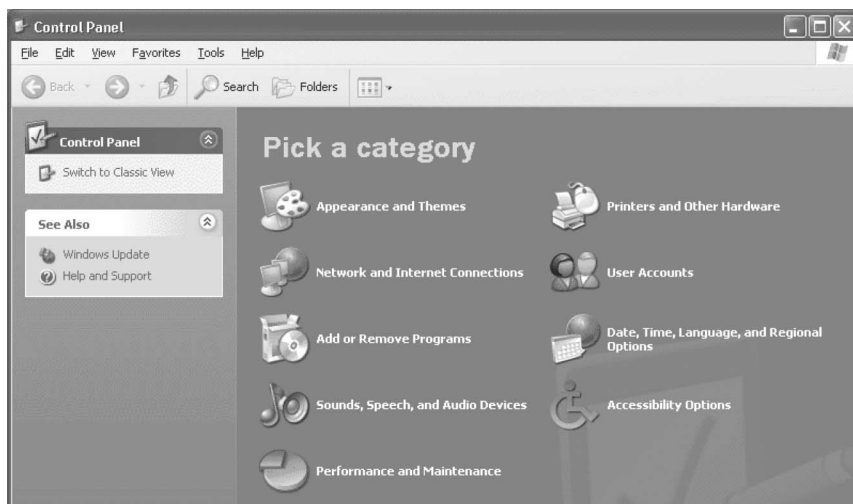 Control Panel
File Edit View Favorites Tools Help
Back Search Folders
Control Panel
Switch to Classic View
See Also
Windows Update
Help and Support
Pick a category
Appearance and Themes
Printers and Other Hardware
Network and Internet Connections
User Accounts
Add or Remove Programs
Date, Time, Language, and Regional
Options
Sounds, Speech, and Audio Devices
Accessibility Options
Performance and Maintenance